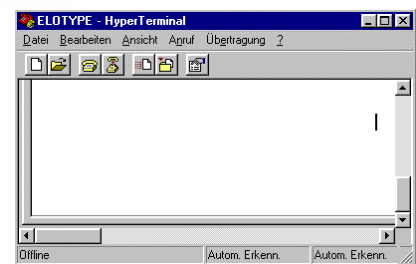 ELOTYPE - HyperTerminal
Datei Bearbeiten Ansicht Anruf Übertragung ?
Offline Autom. Erkenn. Autom. Erkenn.